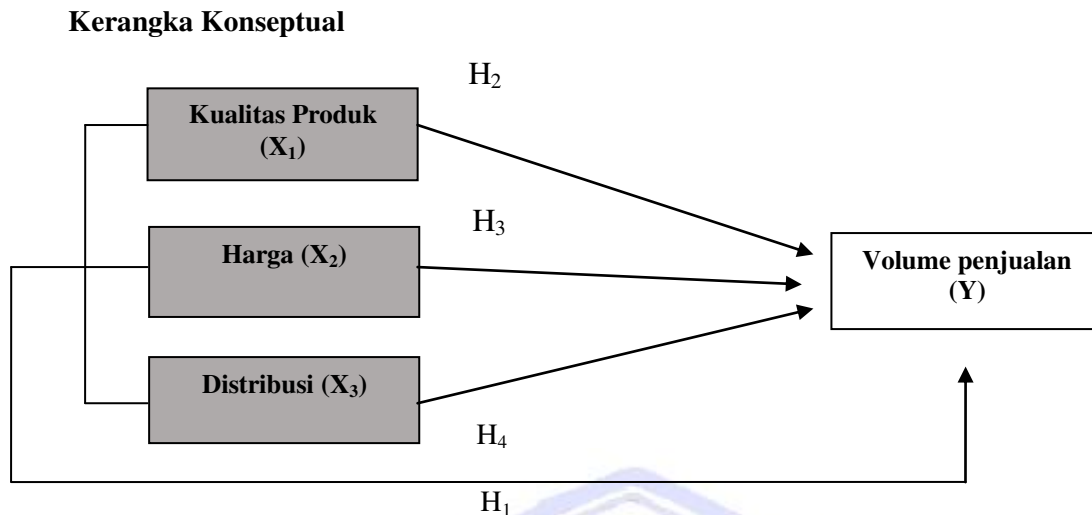 Kerangka Konseptual
H₂
Kualitas Produk
(X₁)
H₃
Harga (X₂)
Volume penjualan
(Y)
Distribusi (X₃)
H₄
H₁